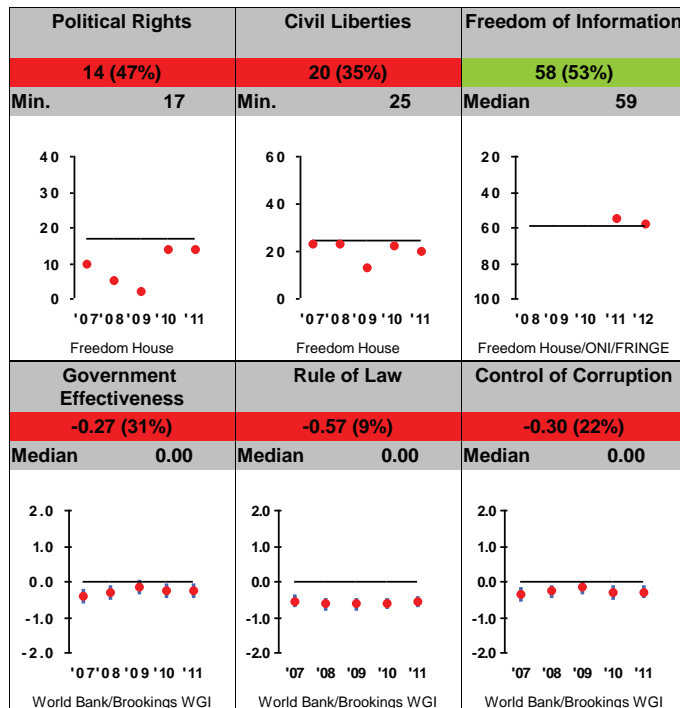 Political Rights
14 (47%)
Min. 17
40
30
20
10
0
'07 '08 '09 '10 '11
Freedom House
Civil Liberties
20 (35%)
Min. 25
60
40
20
0
'07 '08 '09 '10 '11
Freedom House
Freedom of Information
58 (53%)
Median 59
20
40
60
80
100
'08 '09 '10 '11 '12
Freedom House/ONI/FRINGE
Government
Effectiveness
-0.27 (31%)
Median 0.00
2.0
1.0
0.0
-1.0
-2.0
'07 '08 '09 '10 '11
World Bank/Brookings WGI
Rule of Law
-0.57 (9%)
Median 0.00
2.0
1.0
0.0
-1.0
-2.0
'07 '08 '09 '10 '11
World Bank/Brookings WGI
Control of Corruption
-0.30 (22%)
Median 0.00
2.0
1.0
0.0
-1.0
-2.0
'07 '08 '09 '10 '11
World Bank/Brookings WGI